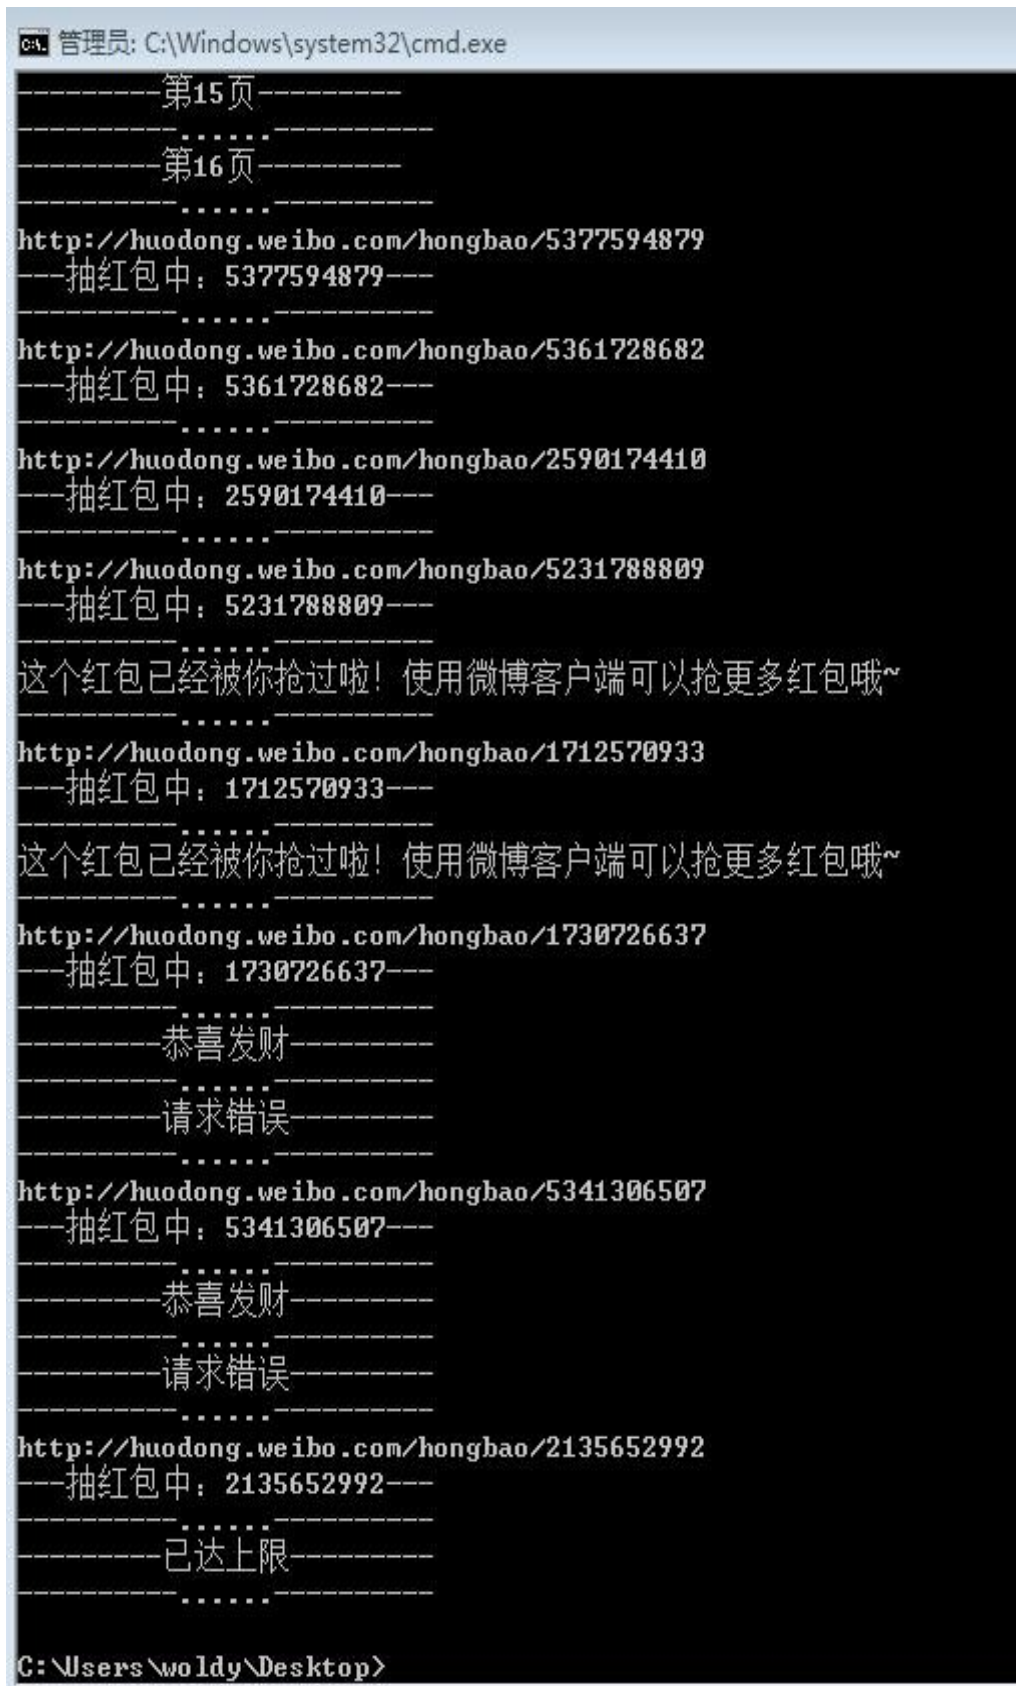 管理员: C:\Windows\system32\cmd.exe
---------第15页---------
----------......----------
---------第16页---------
----------......----------
http://huodong.weibo.com/hongbao/5377594879
---抽红包中：5377594879---
----------......----------
http://huodong.weibo.com/hongbao/5361728682
---抽红包中：5361728682---
----------......----------
http://huodong.weibo.com/hongbao/2590174410
---抽红包中：2590174410---
----------......----------
http://huodong.weibo.com/hongbao/5231788809
---抽红包中：5231788809---
----------......----------
这个红包已经被你抢过啦！使用微博客户端可以抢更多红包哦~
----------......----------
http://huodong.weibo.com/hongbao/1712570933
---抽红包中：1712570933---
----------......----------
这个红包已经被你抢过啦！使用微博客户端可以抢更多红包哦~
----------......----------
http://huodong.weibo.com/hongbao/1730726637
---抽红包中：1730726637---
----------......----------
---------恭喜发财---------
----------......----------
---------请求错误---------
----------......----------
http://huodong.weibo.com/hongbao/5341306507
---抽红包中：5341306507---
----------......----------
---------恭喜发财---------
----------......----------
---------请求错误---------
----------......----------
http://huodong.weibo.com/hongbao/2135652992
---抽红包中：2135652992---
----------......----------
---------已达上限---------
----------......----------
C:\Users\woldy\Desktop>